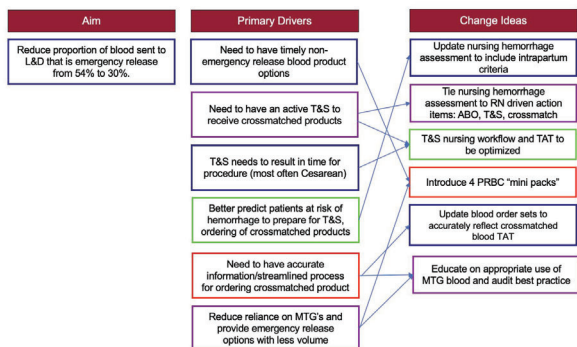 Aim
Reduce proportion of blood sent to
L&D that is emergency release
from 54% to 30%.
Primary Drivers
Need to have timely non-
emergency release blood product
options
Need to have an active T&S to
receive crossmatched products
T&S needs to result in time for
procedure (most often Cesarean)
Better predict patients at risk of
hemorrhage to prepare for T&S,
ordering of crossmatched products
Need to have accurate
information/streamlined process
for ordering crossmatched product
Reduce reliance on MTG's and
provide emergency release
options with less volume
Change Ideas
Update nursing hemorrhage
assessment to include intrapartum
criteria
Tie nursing hemorrhage
assessment to RN driven action
items: ABO, T&S, crossmatch
T&S nursing workflow and TAT to
be optimized
Introduce 4 PRBC “mini packs”
Update blood order sets to
accurately reflect crossmatched
blood TAT
Educate on appropriate use of
MTG blood and audit best practice